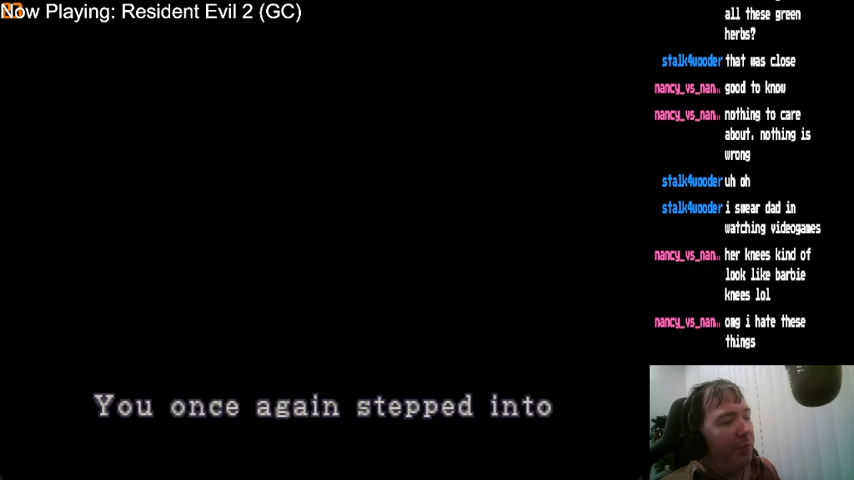 Now Playing: Resident Evil 2 (GC)
all these green
herbs?
stalk4wooder that was close
nancy_vs_nan.. good to know
nancy_vs_nan.. nothing to care
about. nothing is
wrong
stalk4wooder uh oh
stalk4wooder i swear dad in
watching videogames
nancy_vs_nan.. her knees kind of
look like barbie
knees lol
nancy_vs_nan.. omg i hate these
things
You once again stepped into